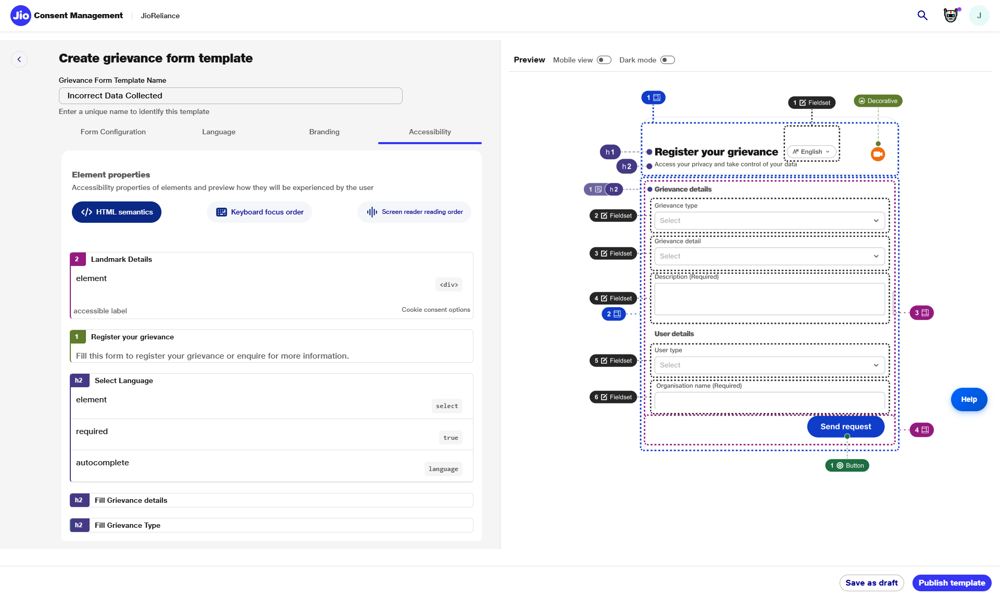 Jio Consent Management JioReliance J
Create grievance form template
Grievance Form Template Name
Incorrect Data Collected
Enter a unique name to identify this template
Form Configuration Language Branding Accessibility
Element properties
Accessibility properties of elements and preview how they will be experienced by the user
HTML semantics Keyboard focus order Screen reader reading order
2 Landmark Details
element
<div>
accessible label Cookie consent options
1 Register your grievance
Fill this form to register your grievance or enquire for more information.
h2 Select Language
element
select
required
true
autocomplete
language
h2 Fill Grievance details
h2 Fill Grievance Type
Preview Mobile view Dark mode
1
1 Fieldset
Decorative
h1 Register your grievance English
h2 Access your privacy and take control of your data
1 h2 Grievance details
Grievance type
2 Fieldset Select
Grievance detail
3 Fieldset Select
Description (Required)
4 Fieldset
2
3
User details
User type
5 Fieldset Select
Organisation name (Required)
6 Fieldset
Help
Send request
4
1 Button
Save as draft Publish template